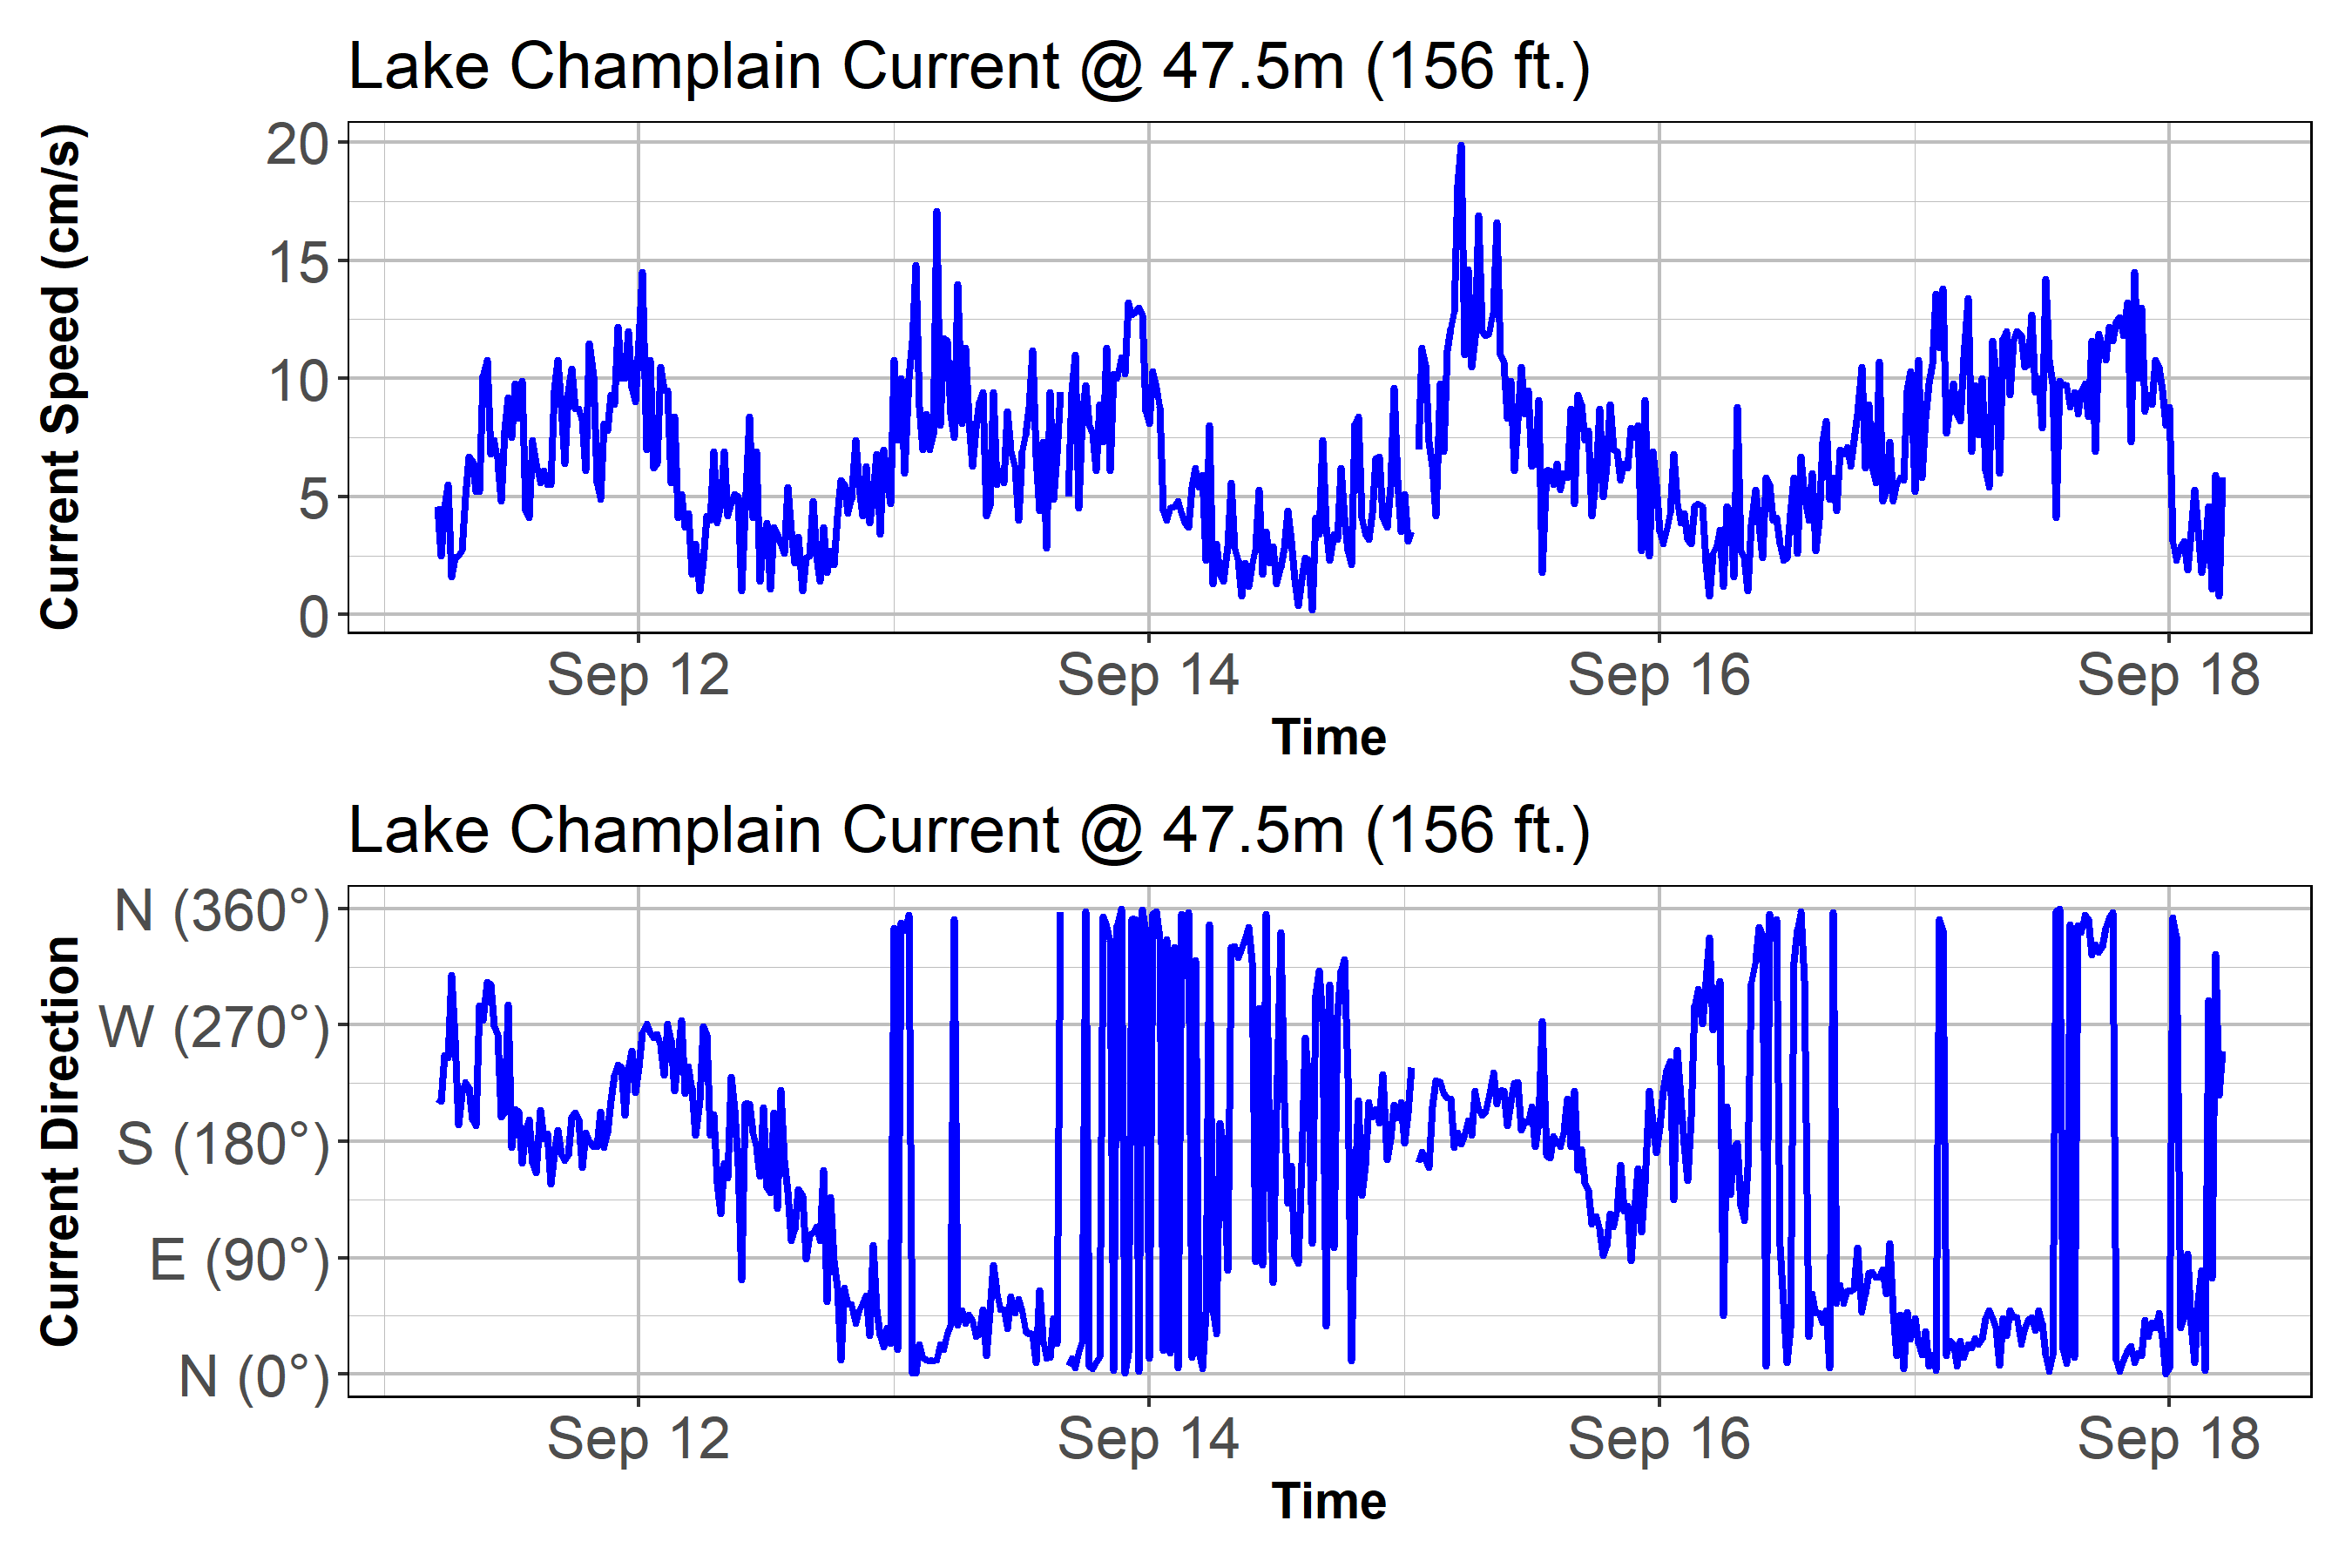 Lake Champlain Current @ 47.5m (156 ft.)
Current Speed (cm/s)
20
15
10
5
0
Sep 12 Sep 14 Sep 16 Sep 18
Time
Lake Champlain Current @ 47.5m (156 ft.)
Current Direction
N (360°)
W (270°)
S (180°)
E (90°)
N (0°)
Sep 12 Sep 14 Sep 16 Sep 18
Time